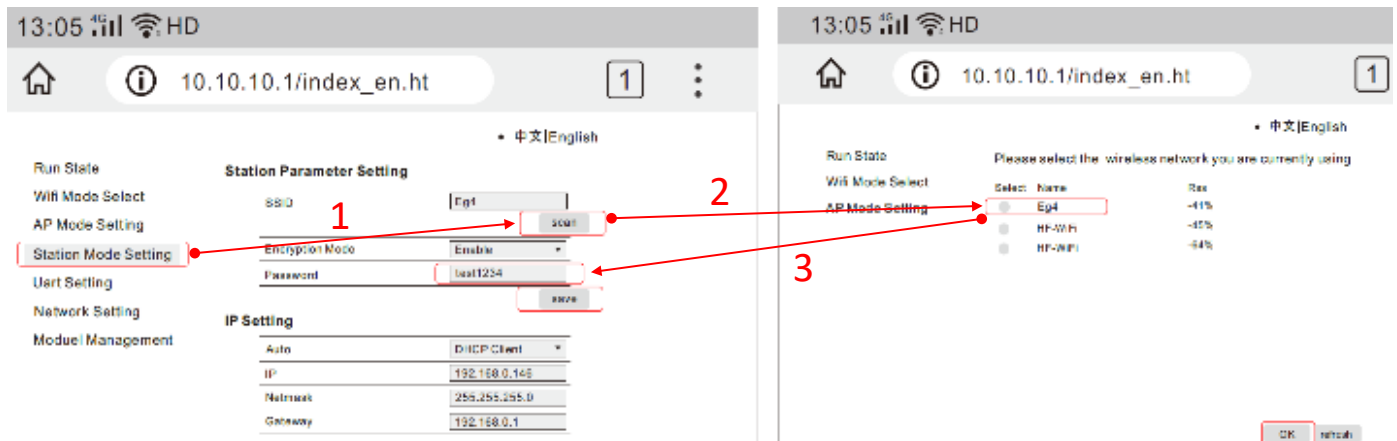 13:05 4G HD
10.10.10.1/index_en.ht
1
中文|English
Run State
Wifi Mode Select
AP Mode Setting
Station Mode Setting
Uart Setting
Network Setting
Moduel Management
Station Parameter Setting
SSID Eg4
scan
Encryption Mode Enable
Password test1234
save
IP Setting
Auto DHCP Client
IP 192.168.0.146
Netmask 255.255.255.0
Gateway 192.168.0.1
1
2
3
13:05 4G HD
10.10.10.1/index_en.ht
1
中文|English
Run State
Wifi Mode Select
AP Mode Setting
Please select the wireless network you are currently using
Select Name Rss
Eg4 -41%
HF-WiFi -45%
HF-WiFi -64%
OK refresh